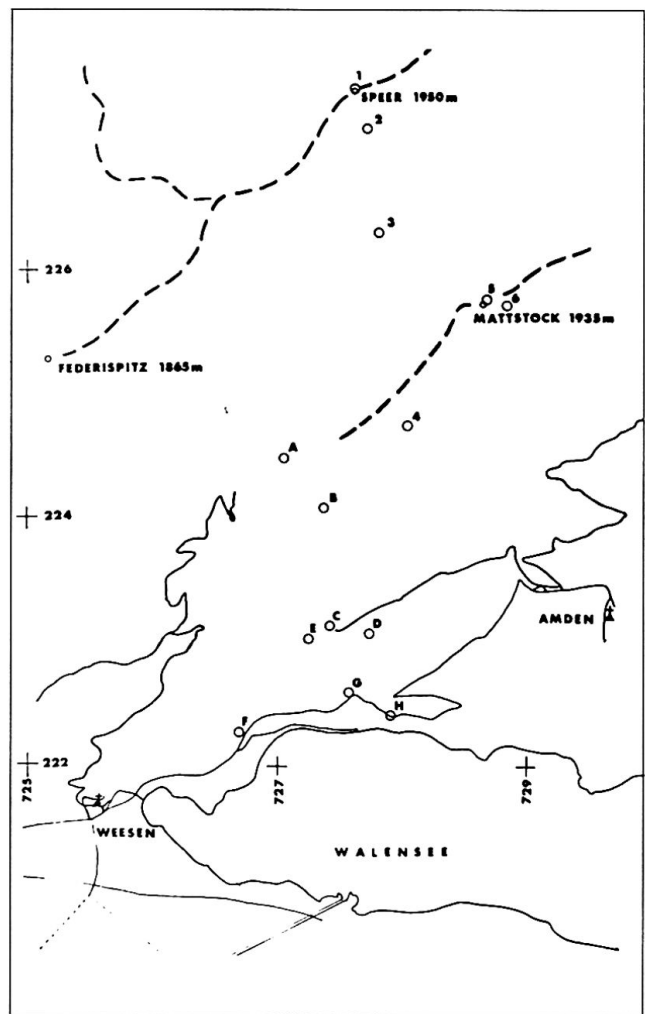 1
SPEER 1950m
2
3
226
5
6
MATTSTOCK 1935m
FEDERISPITZ 1865m
4
A
B
224
C
D
E
AMDEN
G
H
F
222
725
727
729
WEESEN
WALENSEE